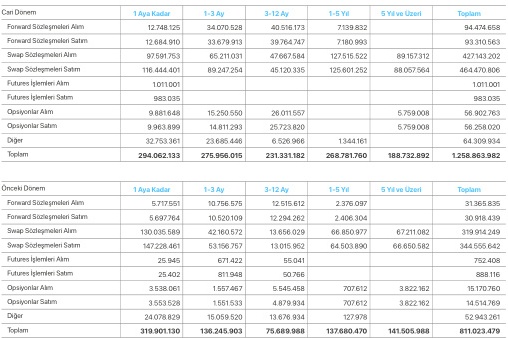 Cari Dönem 1 Aya Kadar 1-3 Ay 3-12 Ay 1-5 Yıl 5 Yıl ve Üzeri Toplam
Forward Sözleşmeleri Alım 12.748.125 34.070.528 40.516.173 7.139.832 94.474.658
Forward Sözleşmeleri Satım 12.684.910 33.679.913 39.764.747 7.180.993 93.310.563
Swap Sözleşmeleri Alım 97.591.753 65.211.031 47.667.584 127.515.522 89.157.312 427.143.202
Swap Sözleşmeleri Satım 116.444.401 89.247.254 45.120.335 125.601.252 88.057.564 464.470.806
Futures İşlemleri Alım 1.011.001 1.011.001
Futures İşlemleri Satım 983.035 983.035
Opsiyonlar Alım 9.881.648 15.250.550 26.011.557 5.759.008 56.902.763
Opsiyonlar Satım 9.963.899 14.811.293 25.723.820 5.759.008 56.258.020
Diğer 32.753.361 23.685.446 6.526.966 1.344.161 64.309.934
Toplam 294.062.133 275.956.015 231.331.182 268.781.760 188.732.892 1.258.863.982
Önceki Dönem 1 Aya Kadar 1-3 Ay 3-12 Ay 1-5 Yıl 5 Yıl ve Üzeri Toplam
Forward Sözleşmeleri Alım 5.717.551 10.756.575 12.515.612 2.376.097 31.365.835
Forward Sözleşmeleri Satım 5.697.764 10.520.109 12.294.262 2.406.304 30.918.439
Swap Sözleşmeleri Alım 130.035.589 42.160.572 13.656.029 66.850.977 67.211.082 319.914.249
Swap Sözleşmeleri Satım 147.228.461 53.156.757 13.015.952 64.503.890 66.650.582 344.555.642
Futures İşlemleri Alım 25.945 671.422 55.041 752.408
Futures İşlemleri Satım 25.402 811.948 50.766 888.116
Opsiyonlar Alım 3.538.061 1.557.467 5.545.458 707.612 3.822.162 15.170.760
Opsiyonlar Satım 3.553.528 1.551.533 4.879.934 707.612 3.822.162 14.514.769
Diğer 24.078.829 15.059.520 13.676.934 127.978 52.943.261
Toplam 319.901.130 136.245.903 75.689.988 137.680.470 141.505.988 811.023.479